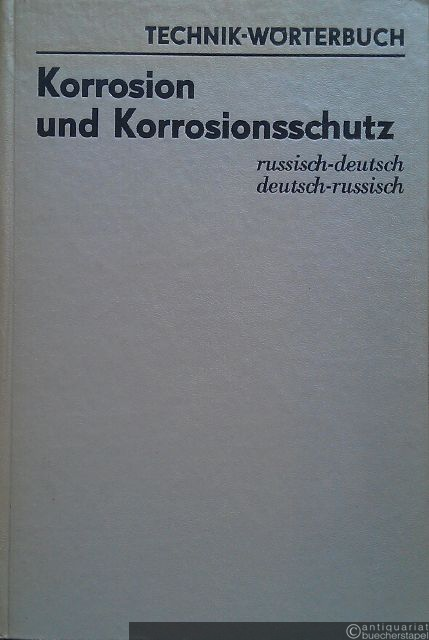 TECHNIK-WÖRTERBUCH
Korrosion
und Korrosionsschutz
russisch-deutsch
deutsch-russisch
©antiquariat
buecherstapel